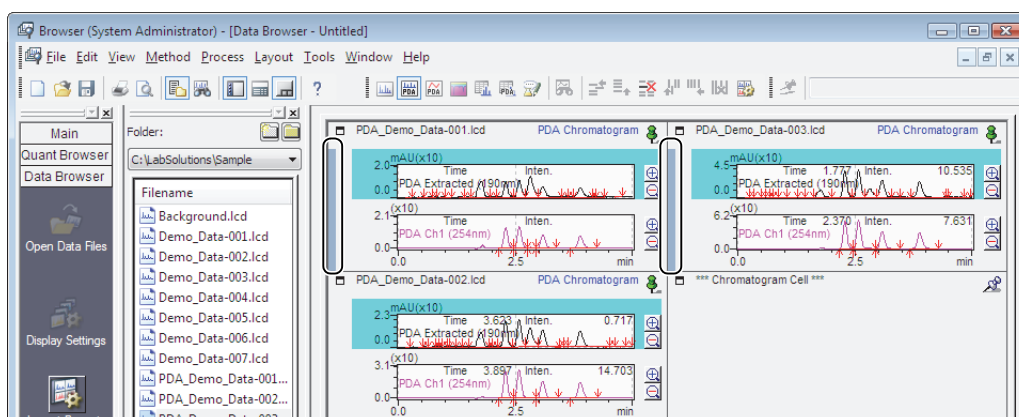 Browser (System Administrator) - [Data Browser - Untitled]
File Edit View Method Process Layout Tools Window Help
Main
Quant Browser
Data Browser
Open Data Files
Display Settings
Folder:
C:\LabSolutions\Sample
Filename
Background.lcd
Demo_Data-001.lcd
Demo_Data-002.lcd
Demo_Data-003.lcd
Demo_Data-004.lcd
Demo_Data-005.lcd
Demo_Data-006.lcd
Demo_Data-007.lcd
PDA_Demo_Data-001...
PDA_Demo_Data-002...
PDA_Demo_Data-001.lcd PDA Chromatogram
mAU(x10)
2.0 Time Inten.
PDA Extracted (190nm)
0.0
(x10)
2.1 Time Inten.
PDA Ch1 (254nm)
0.0
0.0 2.5 min
PDA_Demo_Data-003.lcd PDA Chromatogram
mAU(x10)
4.5 Time 1.777 Inten. 10.535
PDA Extracted (190nm)
0.0
(x10)
6.2 Time 2.370 Inten. 7.631
PDA Ch1 (254nm)
0.0
0.0 2.5 min
PDA_Demo_Data-002.lcd PDA Chromatogram
mAU(x10)
2.3 Time 3.623 Inten. 0.717
PDA Extracted (190nm)
0.0
(x10)
3.1 Time 3.897 Inten. 14.703
PDA Ch1 (254nm)
0.0 2.5 min
*** Chromatogram Cell ***